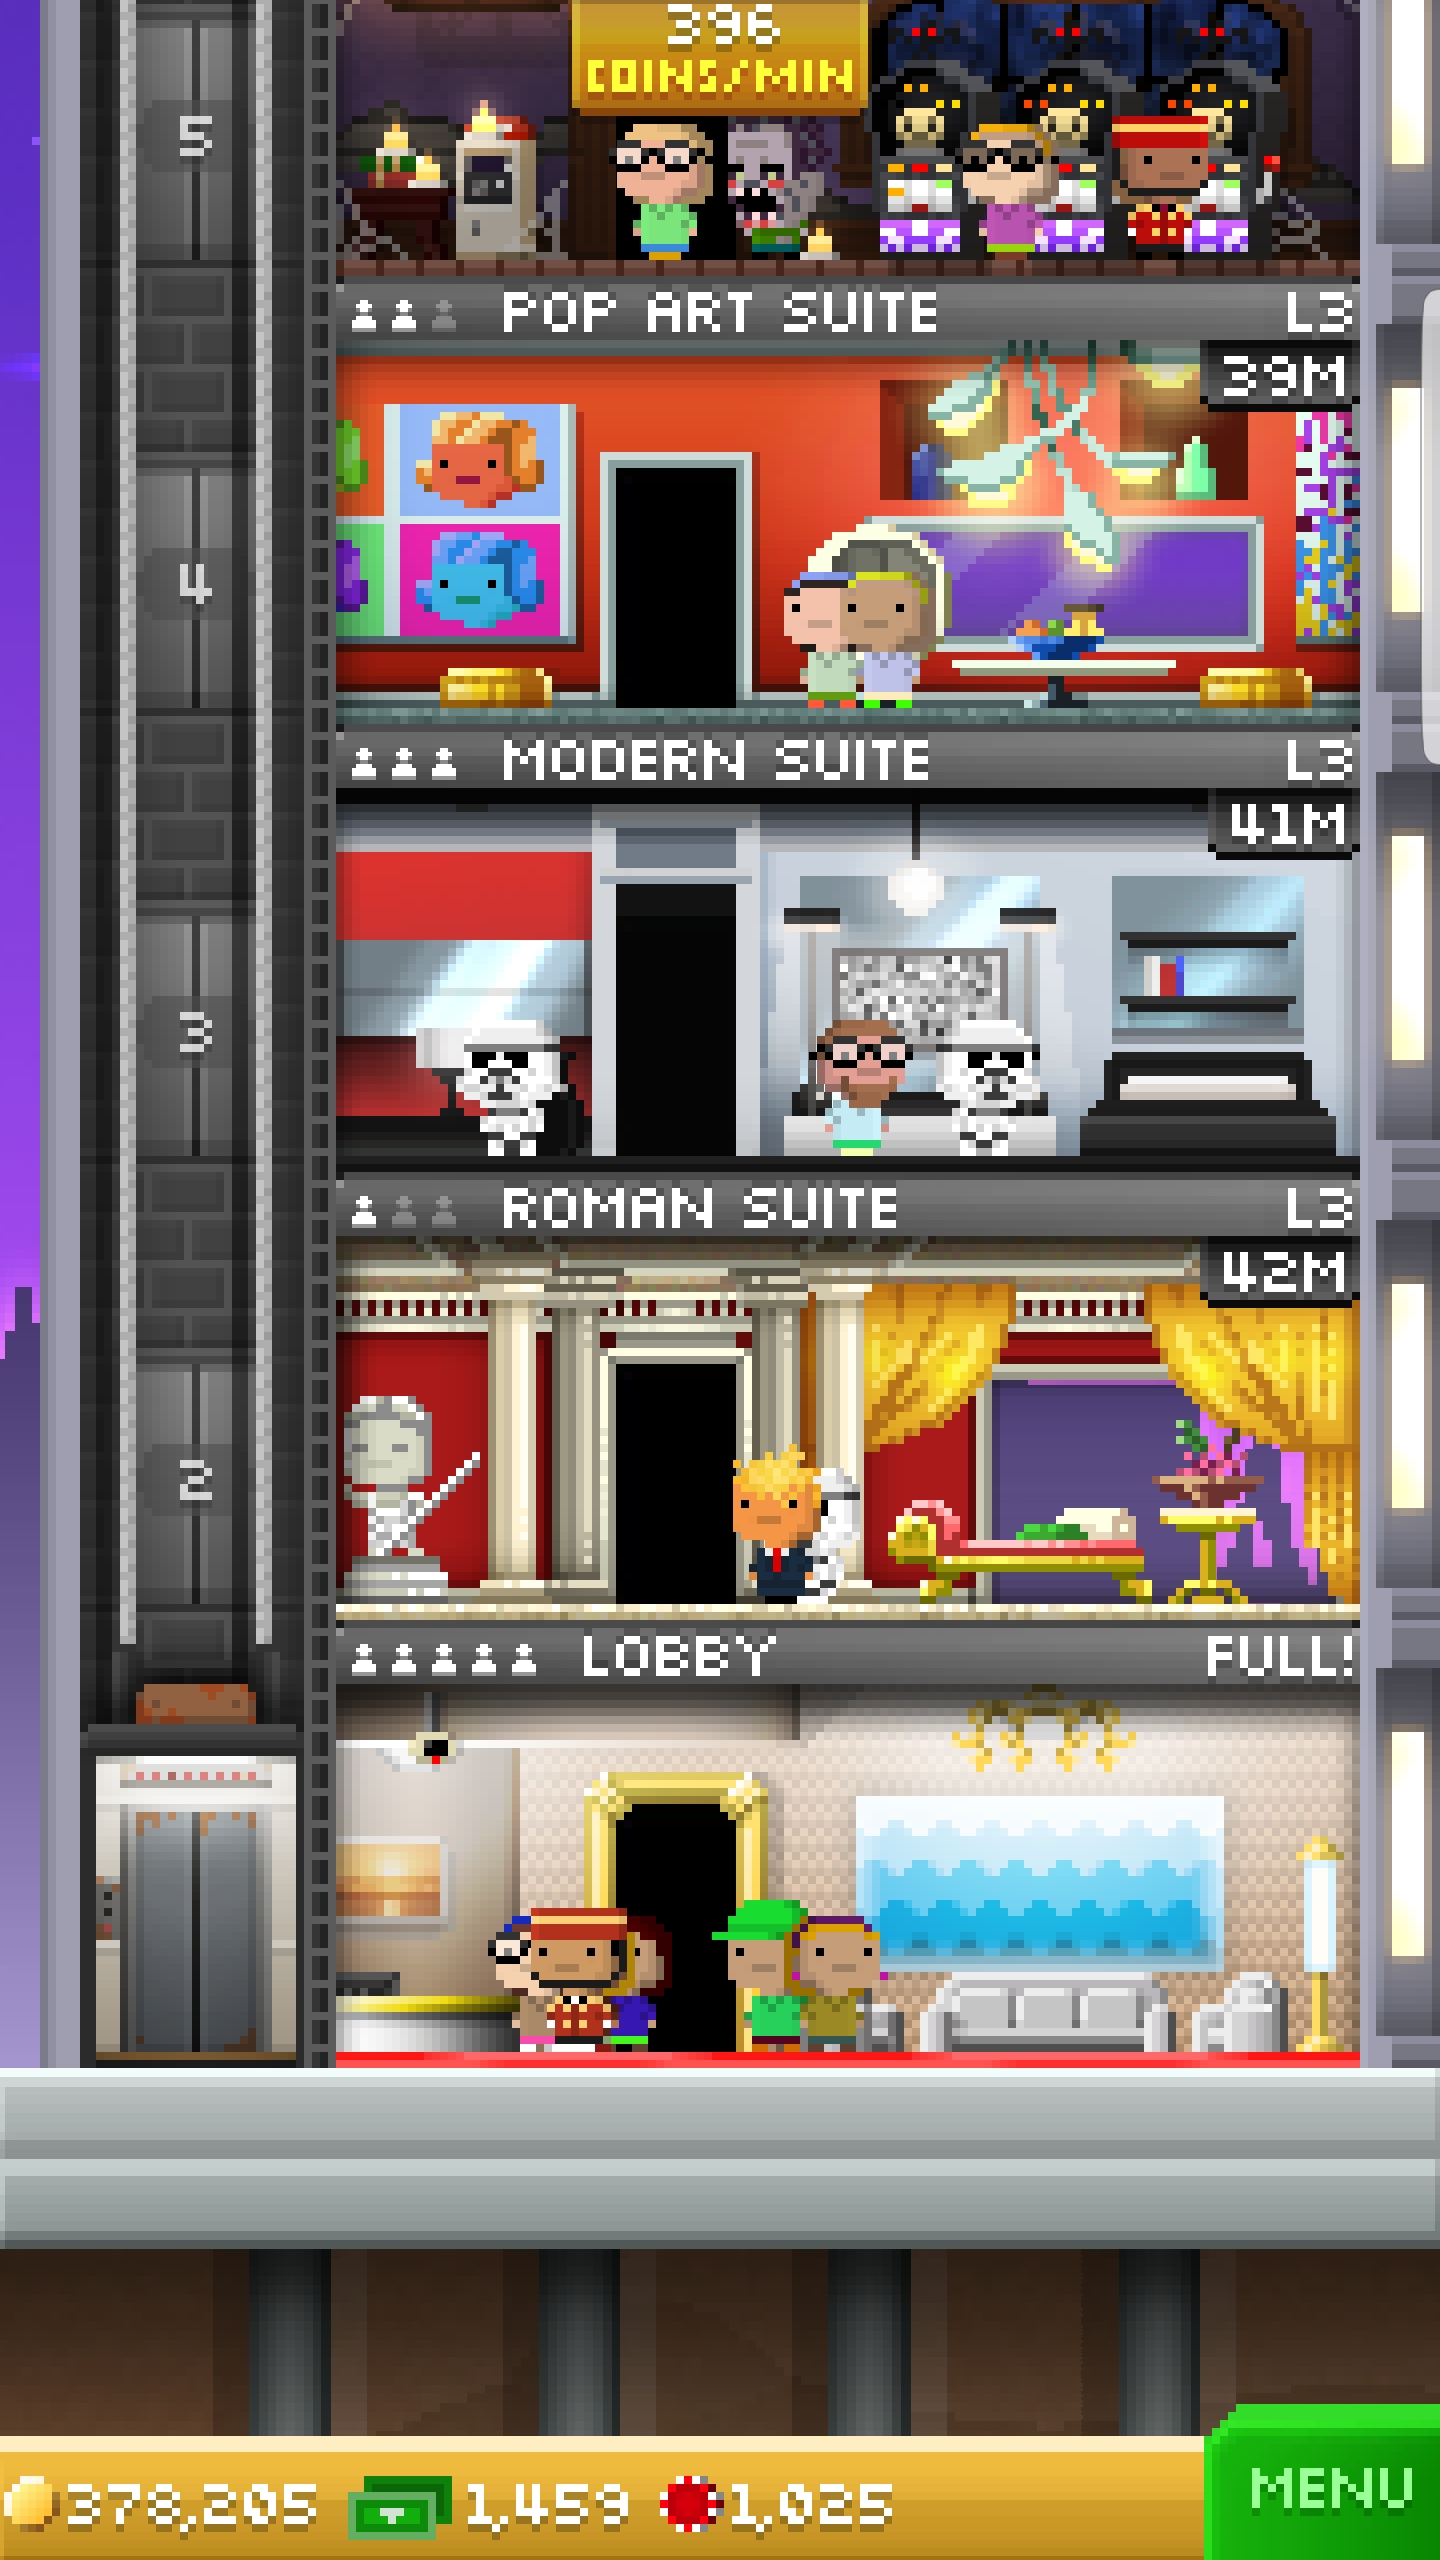 396
COINS/MIN
5
POP ART SUITE L3
39M
4
MODERN SUITE L3
41M
3
ROMAN SUITE L3
42M
2
LOBBY FULL!
378,205 1,459 1,025 MENU